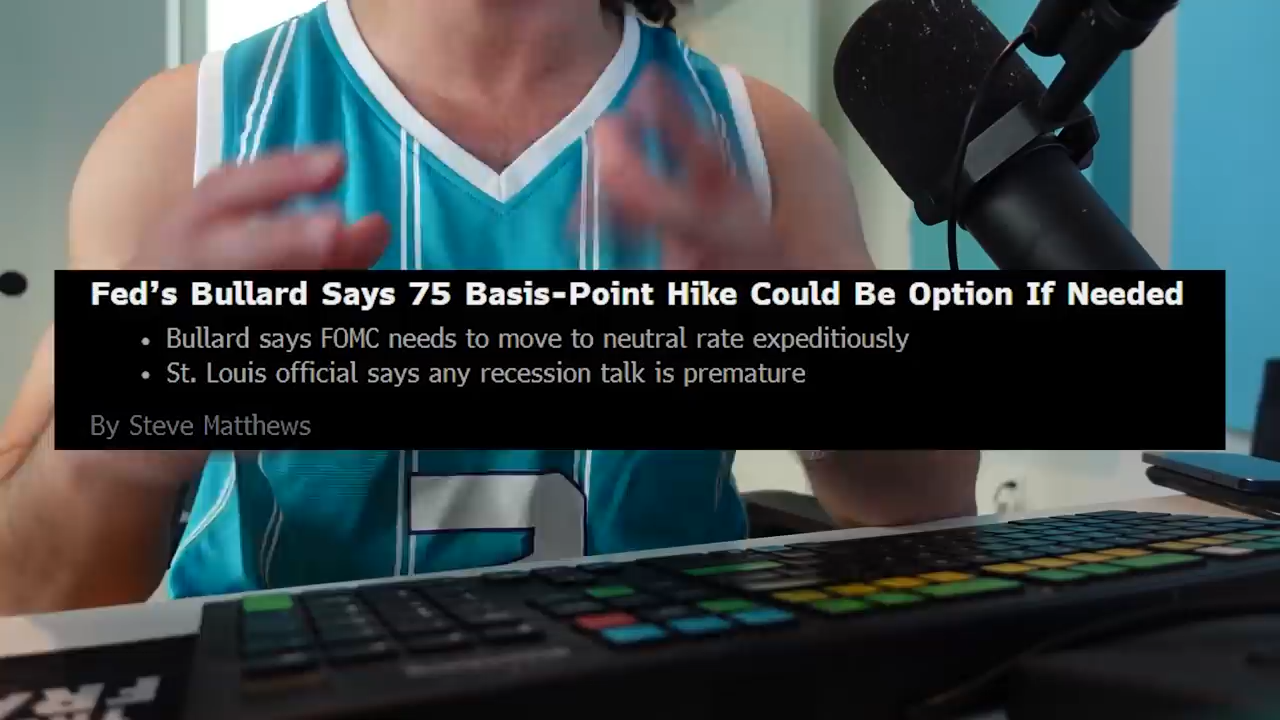 Fed’s Bullard Says 75 Basis-Point Hike Could Be Option If Needed
• Bullard says FOMC needs to move to neutral rate expeditiously
• St. Louis official says any recession talk is premature
By Steve Matthews